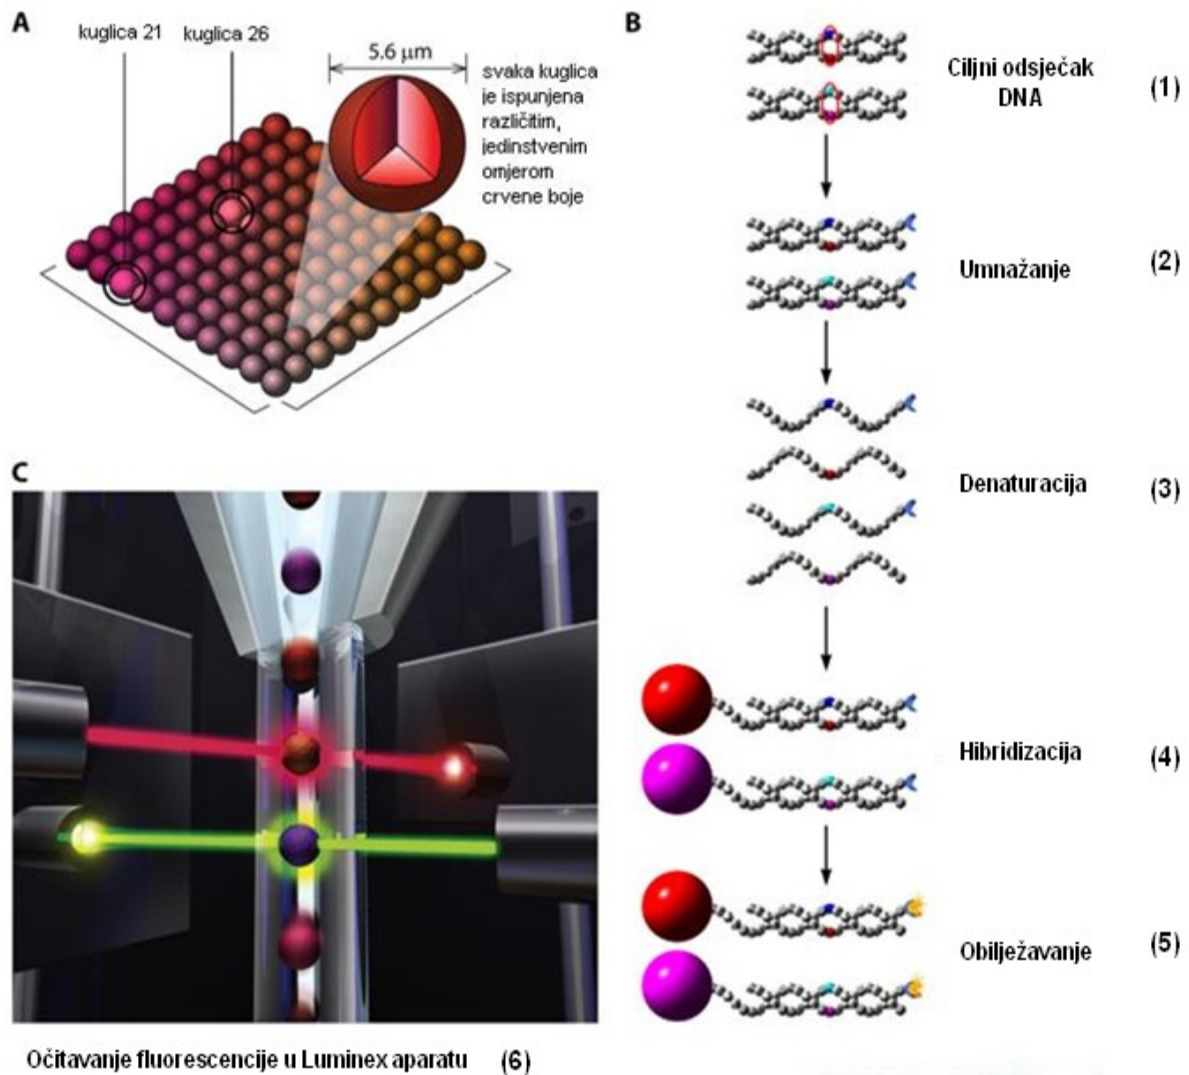 A
kuglica 21
kuglica 26
5.6 µm
svaka kuglica
je ispunjena
različitim,
jedinstvenim
omjerom
crvene boje
B
Ciljni odsječak
DNA
(1)
Umnažanje
(2)
Denaturacija
(3)
Hibridizacija
(4)
Obilježavanje
(5)
C
Očitavanje fluorescencije u Luminex aparatu (6)